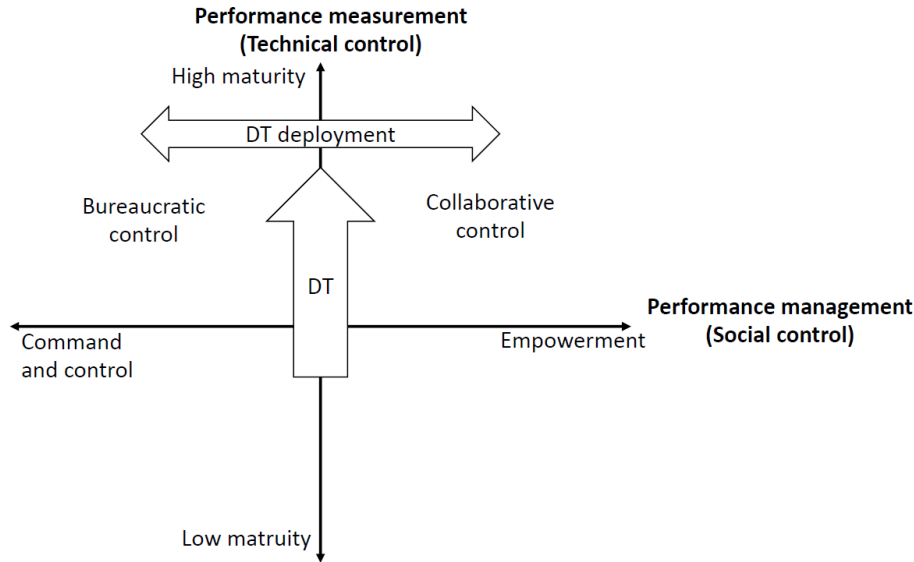 Performance measurement
(Technical control)
High maturity
DT deployment
Bureaucratic
control
Collaborative
control
DT
Performance management
(Social control)
Command
and control
Empowerment
Low matruity